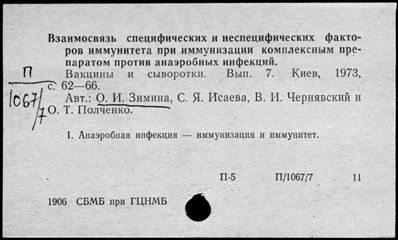 Взаимосвязь специфических и неспецифических факто-
ров иммунитета при иммунизации комплексным пре-
паратом против анаэробных инфекций.
Вакцины и сыворотки. Вып. 7. Киев, 1973,
с. 62—66.
П
1067/7
Авт.: О. И. Зимина, С. Я. Исаева, В. И. Чернявский и
О. Т. Полченко.
1. Анаэробная инфекция — иммунизация и иммунитет.
П-5 П/1067/7 11
1906 СБМБ при ГЦНМБ